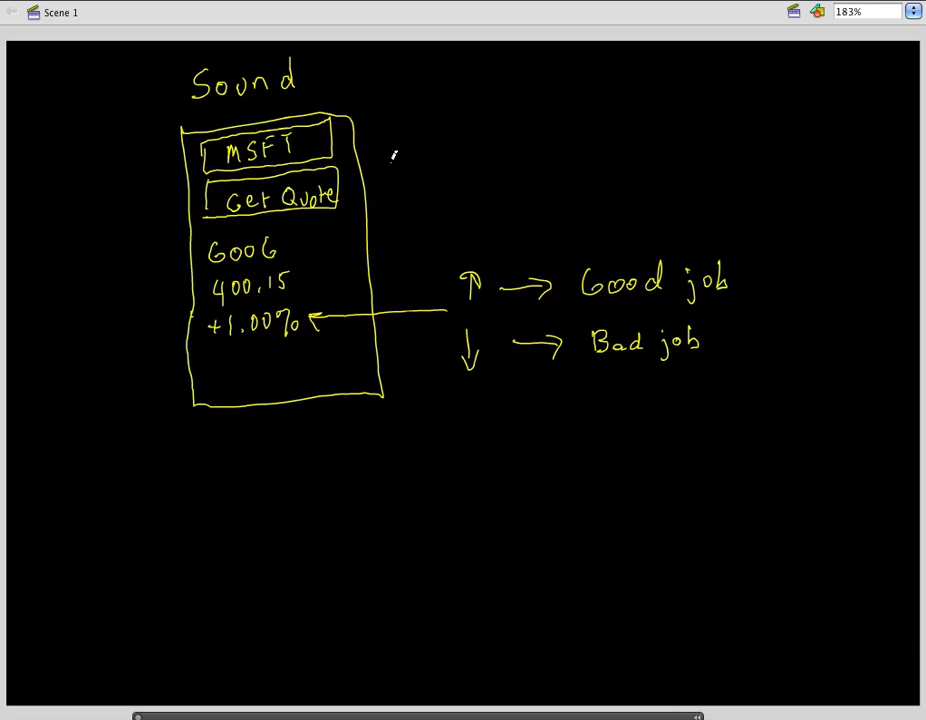 Scene 1
183%
Sound
MSFT
Get Quote
GOOG
400.15
+1.00%
↑ → Good job
↓ → Bad job